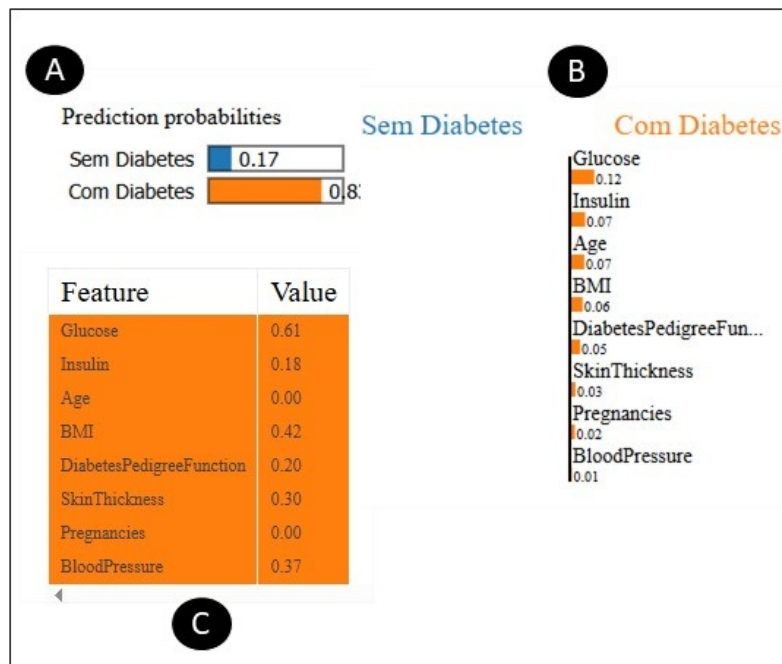 A
Prediction probabilities
Sem Diabetes 0.17
Com Diabetes 0.8
B
Sem Diabetes Com Diabetes
Glucose
0.12
Insulin
0.07
Age
0.07
BMI
0.06
DiabetesPedigreeFun...
0.05
SkinThickness
0.03
Pregnancies
0.02
BloodPressure
0.01
Feature Value
Glucose 0.61
Insulin 0.18
Age 0.00
BMI 0.42
DiabetesPedigreeFunction 0.20
SkinThickness 0.30
Pregnancies 0.00
BloodPressure 0.37
C